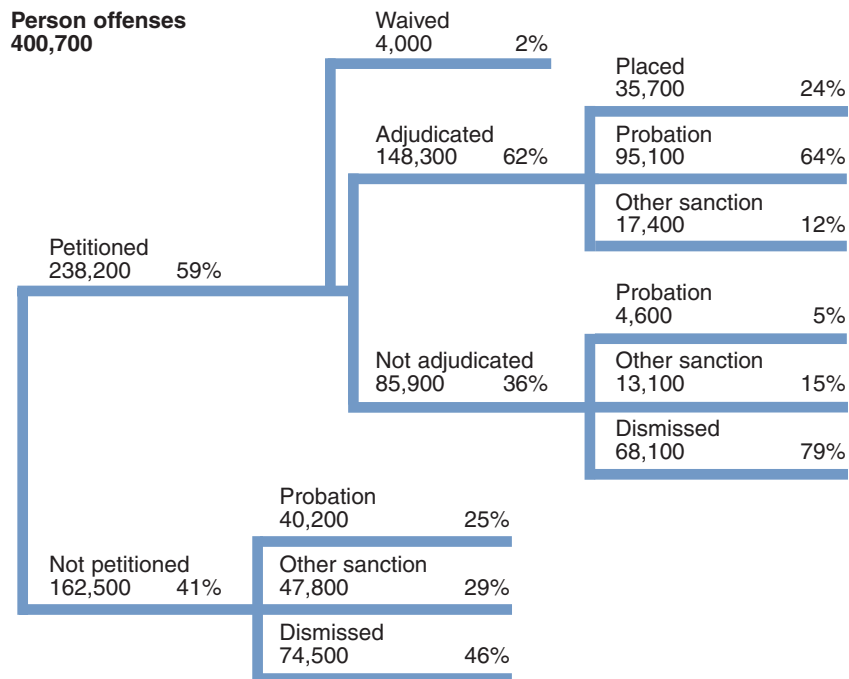 Person offenses
400,700
Waived
4,000 2%
Placed
35,700 24%
Adjudicated
148,300 62%
Probation
95,100 64%
Other sanction
17,400 12%
Petitioned
238,200 59%
Probation
4,600 5%
Not adjudicated
85,900 36%
Other sanction
13,100 15%
Dismissed
68,100 79%
Probation
40,200 25%
Not petitioned
162,500 41%
Other sanction
47,800 29%
Dismissed
74,500 46%